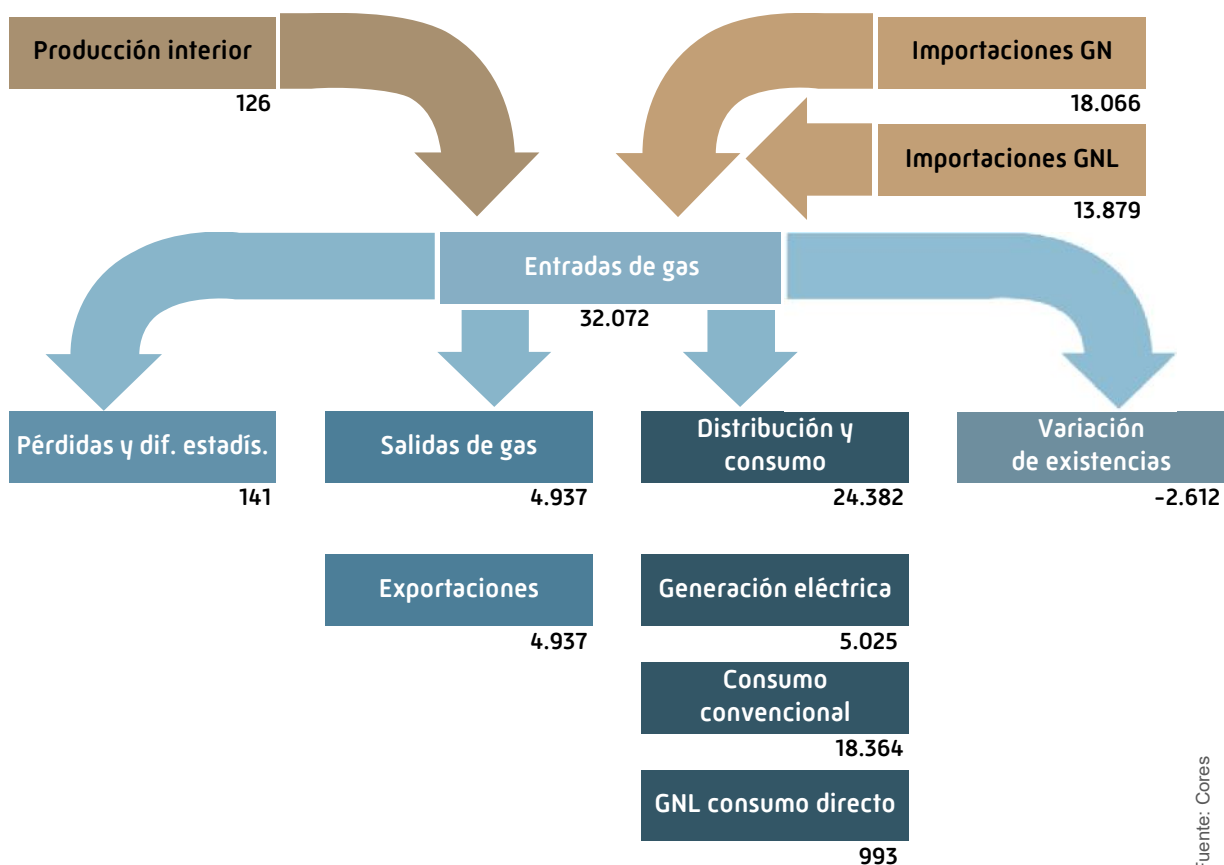 Producción interior
126
Importaciones GN
18.066
Importaciones GNL
13.879
Entradas de gas
32.072
Pérdidas y dif. estadís.
141
Salidas de gas
4.937
Distribución y
consumo
24.382
Variación
de existencias
-2.612
Exportaciones
4.937
Generación eléctrica
5.025
Consumo
convencional
18.364
GNL consumo directo
993
Fuente: Cores